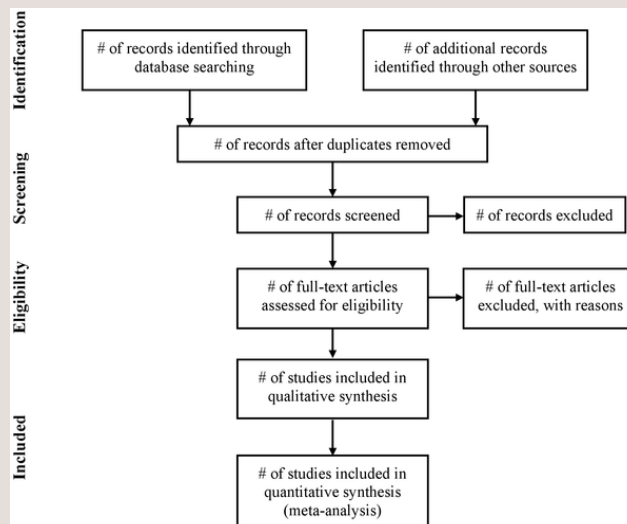 Identification
# of records identified through
database searching
# of additional records
identified through other sources
# of records after duplicates removed
Screening
# of records screened
# of records excluded
Eligibility
# of full-text articles
assessed for eligibility
# of full-text articles
excluded, with reasons
# of studies included in
qualitative synthesis
Included
# of studies included in
quantitative synthesis
(meta-analysis)